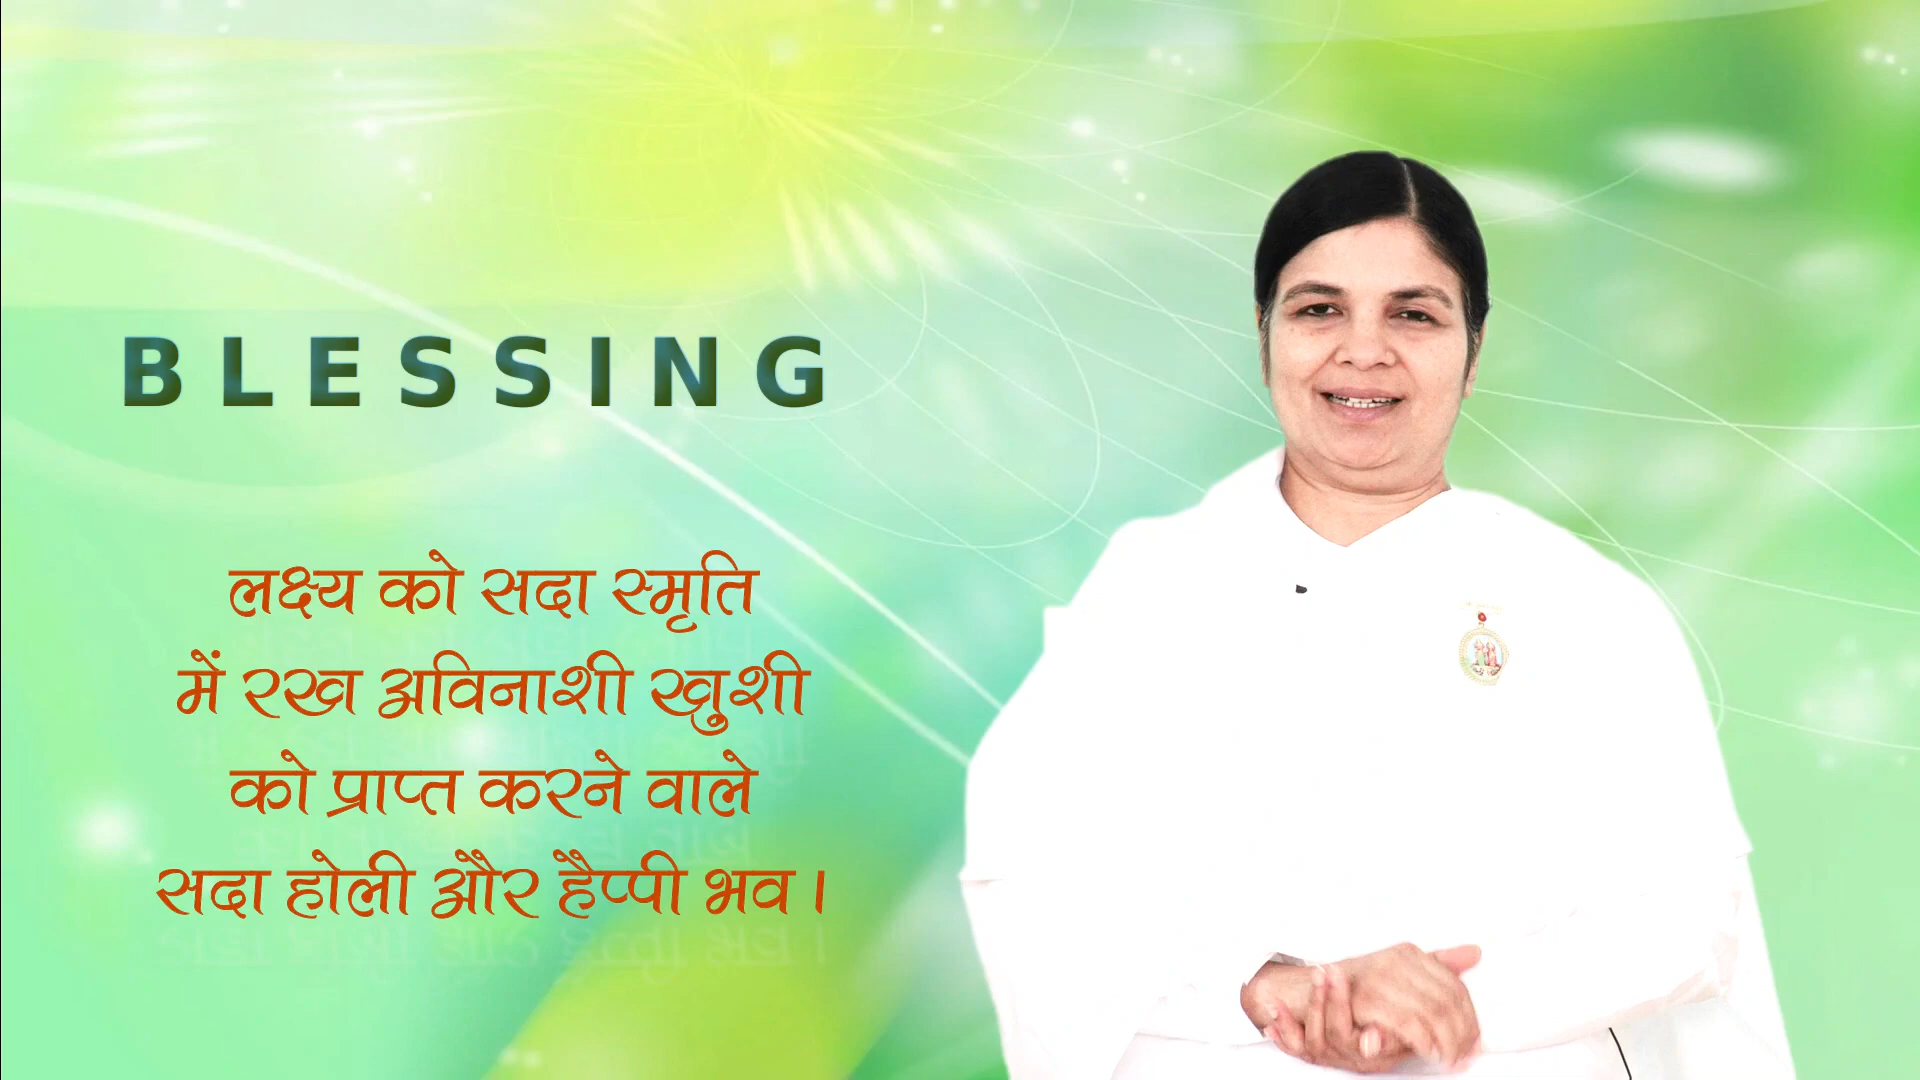 BLESSING
लक्ष्य को सदा स्मृति
में रख अविनाशी खुशी
को प्राप्त करने वाले
सदा होली और हैप्पी भव ।